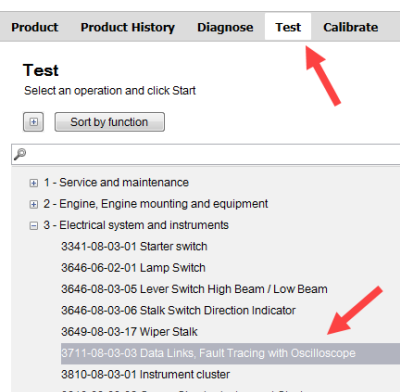 Product Product History Diagnose Test Calibrate
Test
Select an operation and click Start
Sort by function
1 - Service and maintenance
2 - Engine, Engine mounting and equipment
3 - Electrical system and instruments
3341-08-03-01 Starter switch
3646-06-02-01 Lamp Switch
3646-08-03-05 Lever Switch High Beam / Low Beam
3646-08-03-06 Stalk Switch Direction Indicator
3649-08-03-17 Wiper Stalk
3711-08-03-03 Data Links, Fault Tracing with Oscilloscope
3810-08-03-01 Instrument cluster